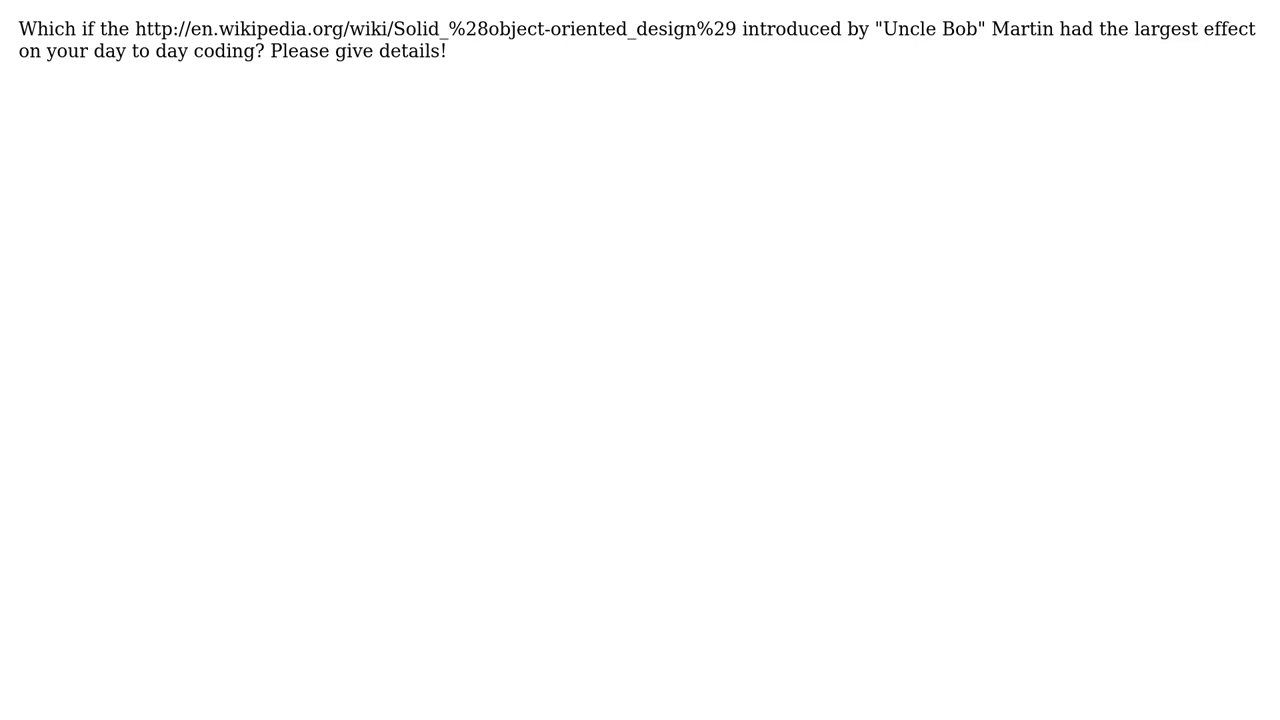 Which if the http://en.wikipedia.org/wiki/Solid_%28object-oriented_design%29 introduced by "Uncle Bob" Martin had the largest effect
on your day to day coding? Please give details!